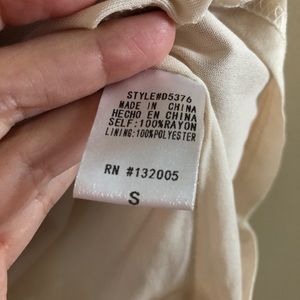 STYLE#D5376
MADE IN CHINA
HECHO EN CHINA
SELF:100%RAYON
LINING:100%POLYESTER
RN #132005
S